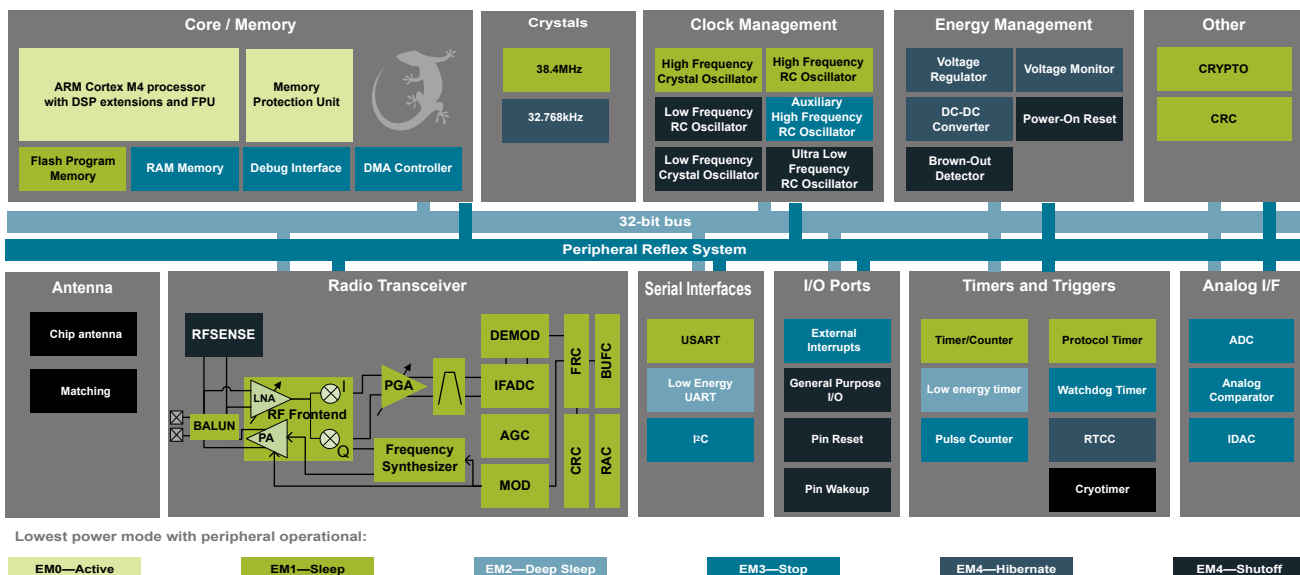 Core / Memory
Crystals
Clock Management
Energy Management
Other
ARM Cortex M4 processor
with DSP extensions and FPU
Memory
Protection Unit
Flash Program
Memory
RAM Memory
Debug Interface
DMA Controller
38.4MHz
32.768kHz
High Frequency
Crystal Oscillator
High Frequency
RC Oscillator
Low Frequency
RC Oscillator
Auxiliary
High Frequency
RC Oscillator
Low Frequency
Crystal Oscillator
Ultra Low
Frequency
RC Oscillator
Voltage
Regulator
Voltage Monitor
DC-DC
Converter
Power-On Reset
Brown-Out
Detector
CRYPTO
CRC
32-bit bus
Peripheral Reflex System
Antenna
Chip antenna
Matching
Radio Transceiver
RFSENSE
LNA
RF Frontend
I
PA
Q
BALUN
PGA
Frequency
Synthesizer
DEMOD
IFADC
AGC
MOD
FRC
BUFC
CRC
RAC
Serial Interfaces
USART
Low Energy
UART
I²C
I/O Ports
External
Interrupts
General Purpose
I/O
Pin Reset
Pin Wakeup
Timers and Triggers
Timer/Counter
Protocol Timer
Low energy timer
Watchdog Timer
Pulse Counter
RTCC
Cryotimer
Analog I/F
ADC
Analog
Comparator
IDAC
Lowest power mode with peripheral operational:
EM0—Active
EM1—Sleep
EM2—Deep Sleep
EM3—Stop
EM4—Hibernate
EM4—Shutoff